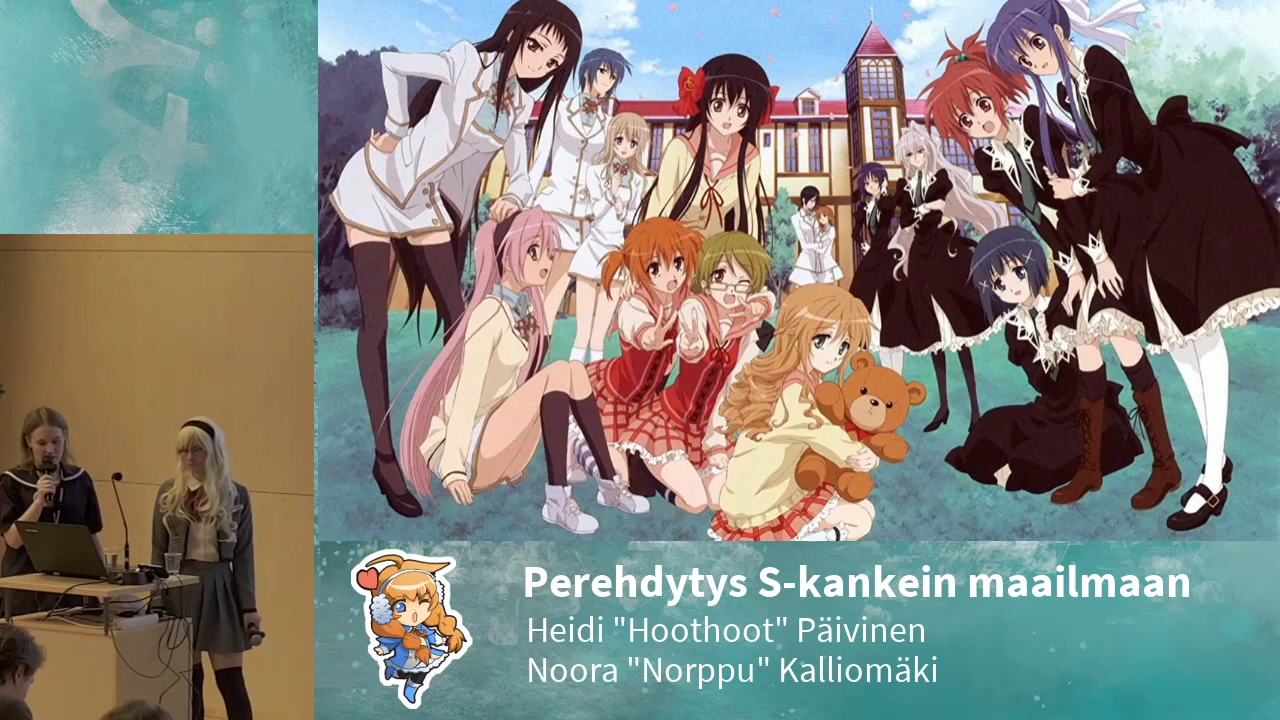 Perehdytys S-kankein maailmaan
Heidi "Hoothoot" Päivinen
Noora "Norppu" Kalliomäki